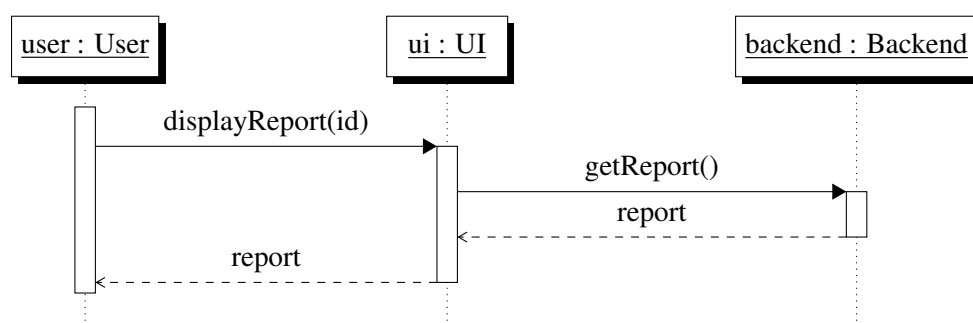 user : User
ui : UI
backend : Backend
displayReport(id)
getReport()
report
report